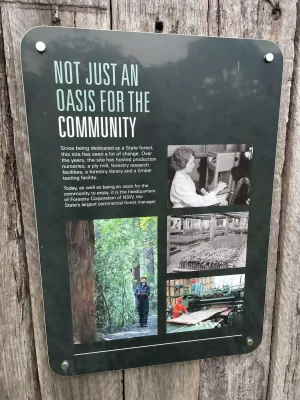 NOT JUST AN
OASIS FOR THE
COMMUNITY
Since being dedicated as a State forest,
this site has seen a lot of change. Over
the years, the site has hosted production
nurseries, a ply mill, forestry research
facilities, a forestry library and a timber
testing facility.
Today, as well as being an oasis for the
community to enjoy, it is the headquarters
of Forestry Corporation of NSW, the
State's largest commercial forest manager.